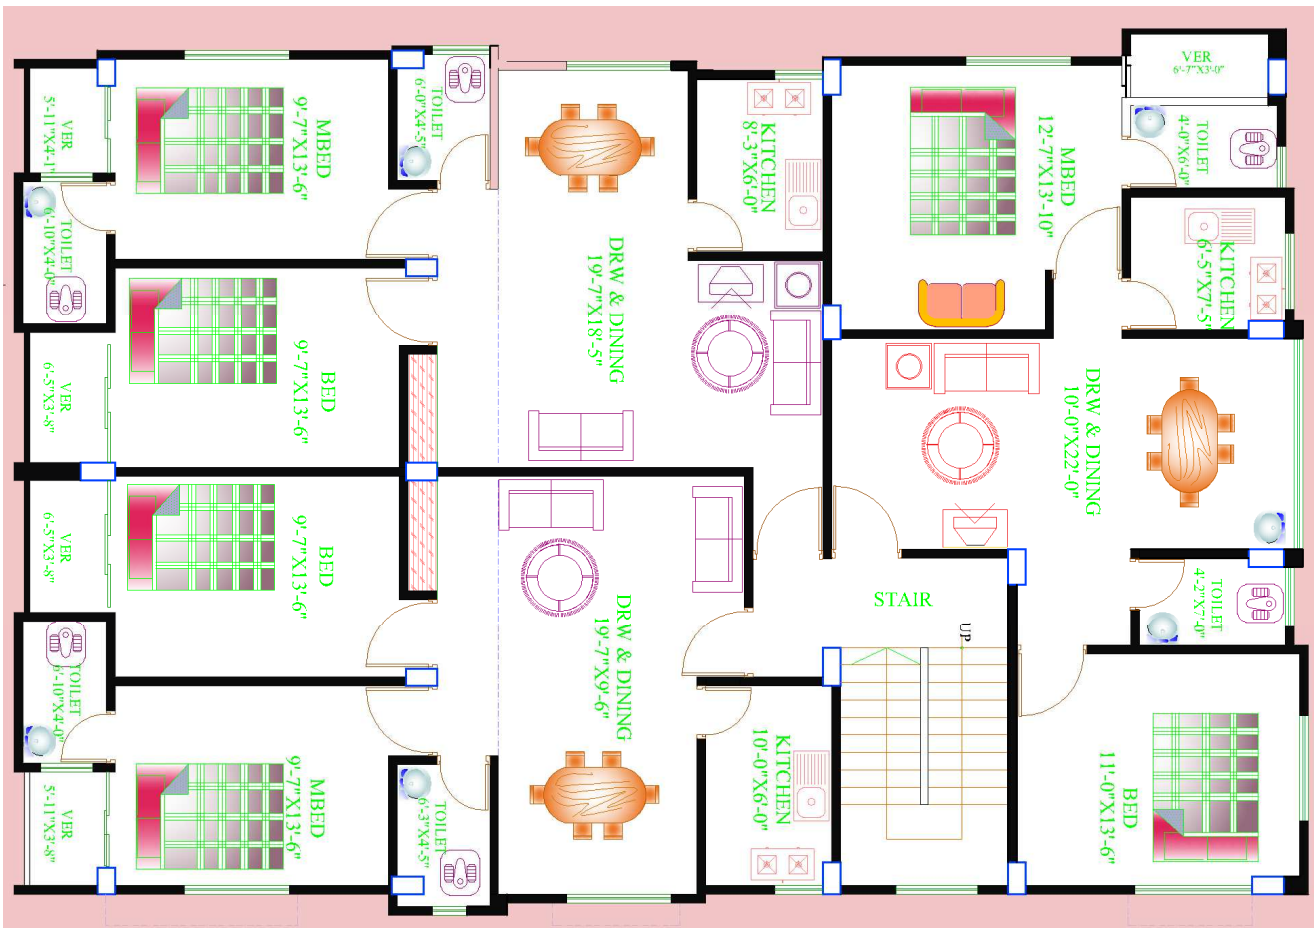 VER
6'-7"X3'-0"
VER
5'-11"X4'-1"
MBED
9'-7"X13'-6"
TOILET
6'-0"X4'-5"
KITCHEN
8'-3"X6'-0"
MBED
12'-7"X13'-10"
TOILET
4'-0"X6'-0"
TOILET
6'-10"X4'-0"
DRW & DINING
19'-7"X18'-5"
KITCHEN
6'-5"X7'-5"
VER
6'-5"X3'-8"
BED
9'-7"X13'-6"
DRW & DINING
10'-0"X22'-0"
VER
6'-5"X3'-8"
BED
9'-7"X13'-6"
DRW & DINING
19'-7"X9'-6"
STAIR
UP
TOILET
4'-2"X7'-0"
TOILET
6'-10"X4'-0"
VER
5'-11"X3'-8"
MBED
9'-7"X13'-6"
TOILET
6'-3"X4'-5"
KITCHEN
10'-0"X6'-0"
BED
11'-0"X13'-6"